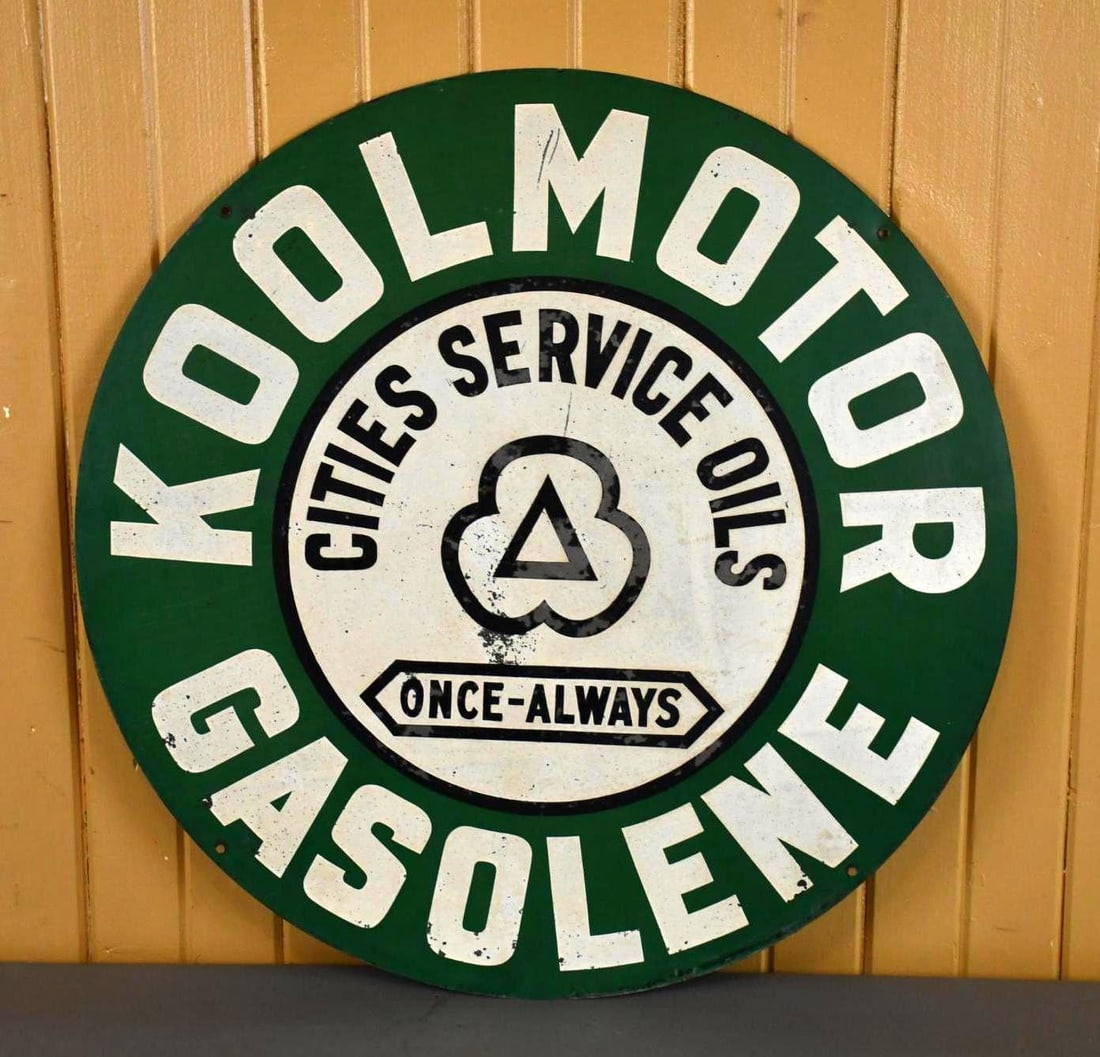 KOOLMOTOR
CITIES SERVICE OILS
ONCE-ALWAYS
GASOLENE